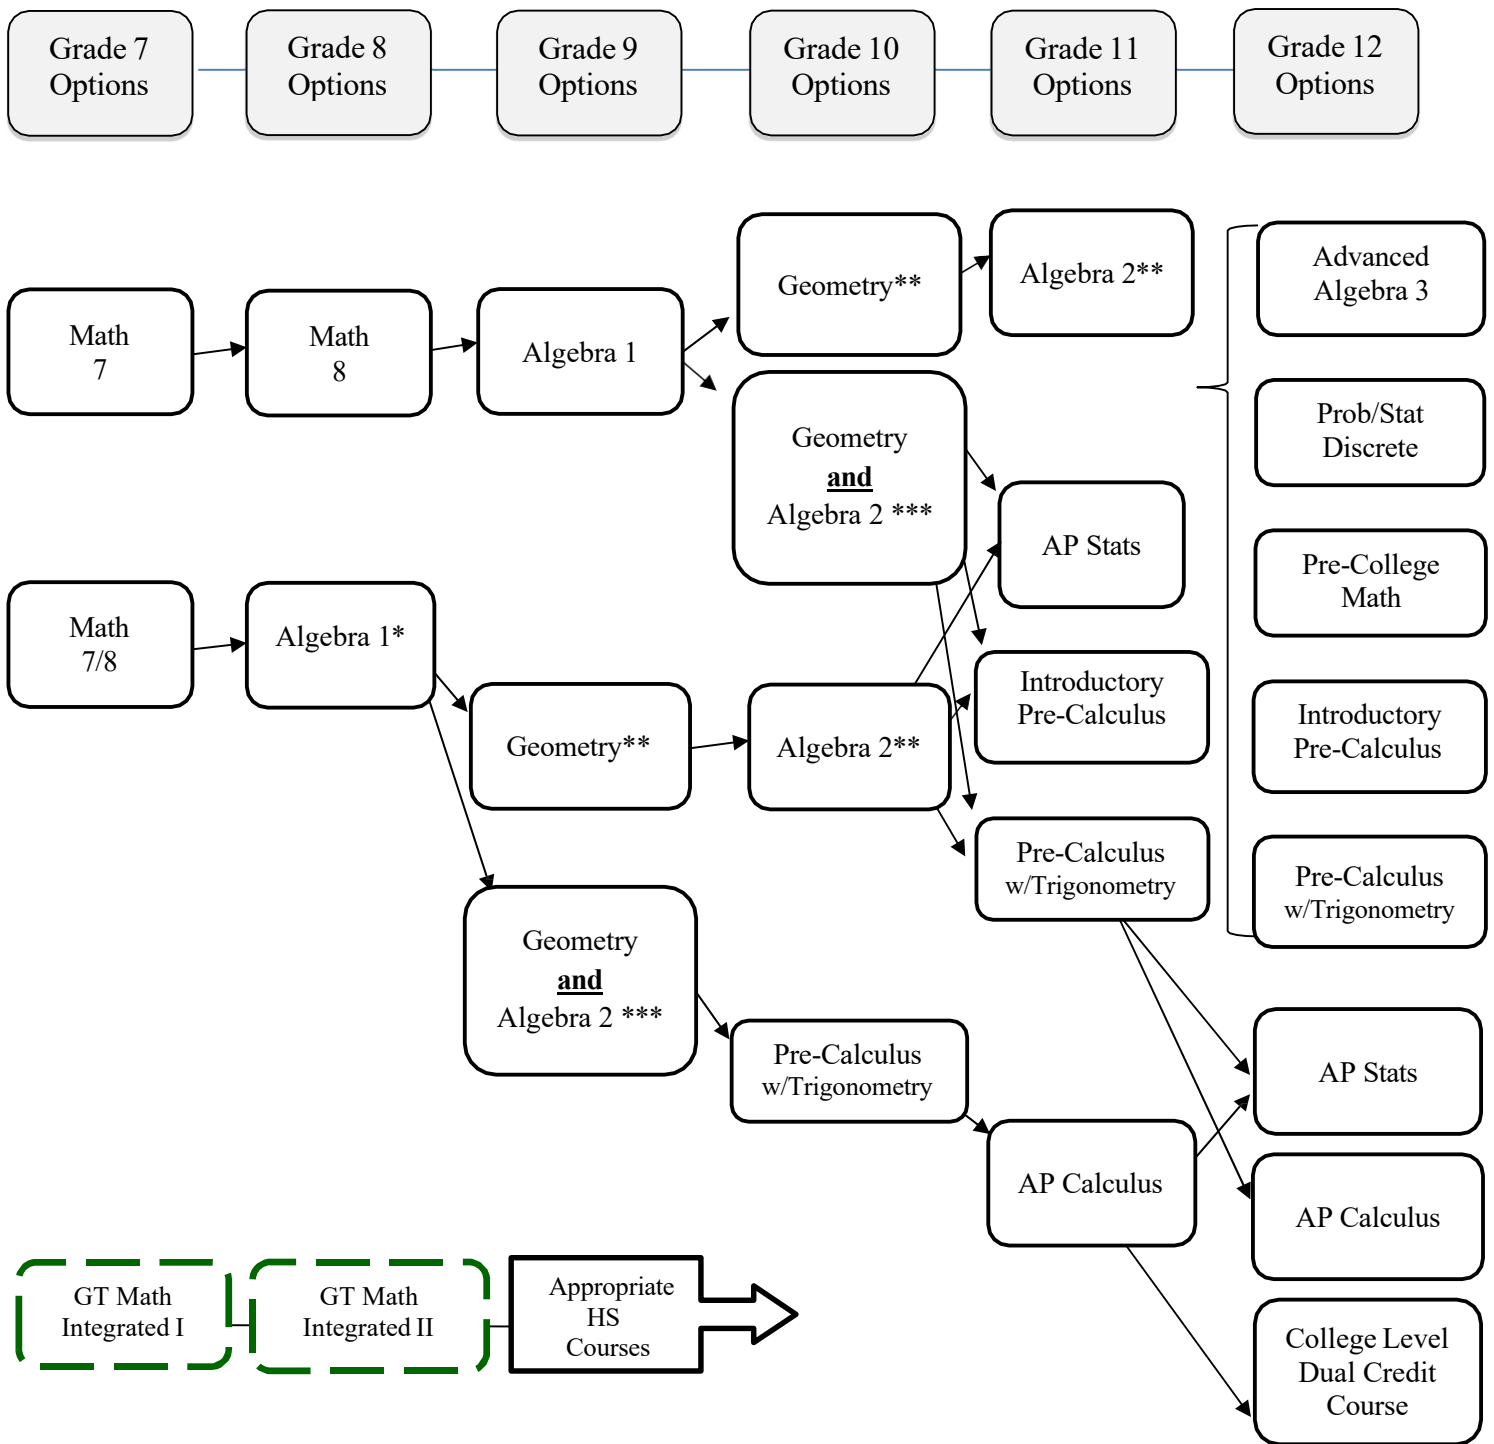 Grade 7
Options
Grade 8
Options
Grade 9
Options
Grade 10
Options
Grade 11
Options
Grade 12
Options
Math
7
Math
8
Algebra 1
Geometry**
Algebra 2**
Advanced
Algebra 3
Geometry
and
Algebra 2 ***
Prob/Stat
Discrete
AP Stats
Pre-College
Math
Math
7/8
Algebra 1*
Geometry**
Algebra 2**
Introductory
Pre-Calculus
Introductory
Pre-Calculus
Pre-Calculus
w/Trigonometry
Pre-Calculus
w/Trigonometry
Geometry
and
Algebra 2 ***
Pre-Calculus
w/Trigonometry
AP Stats
AP Calculus
AP Calculus
GT Math
Integrated I
GT Math
Integrated II
Appropriate
HS
Courses
College Level
Dual Credit
Course